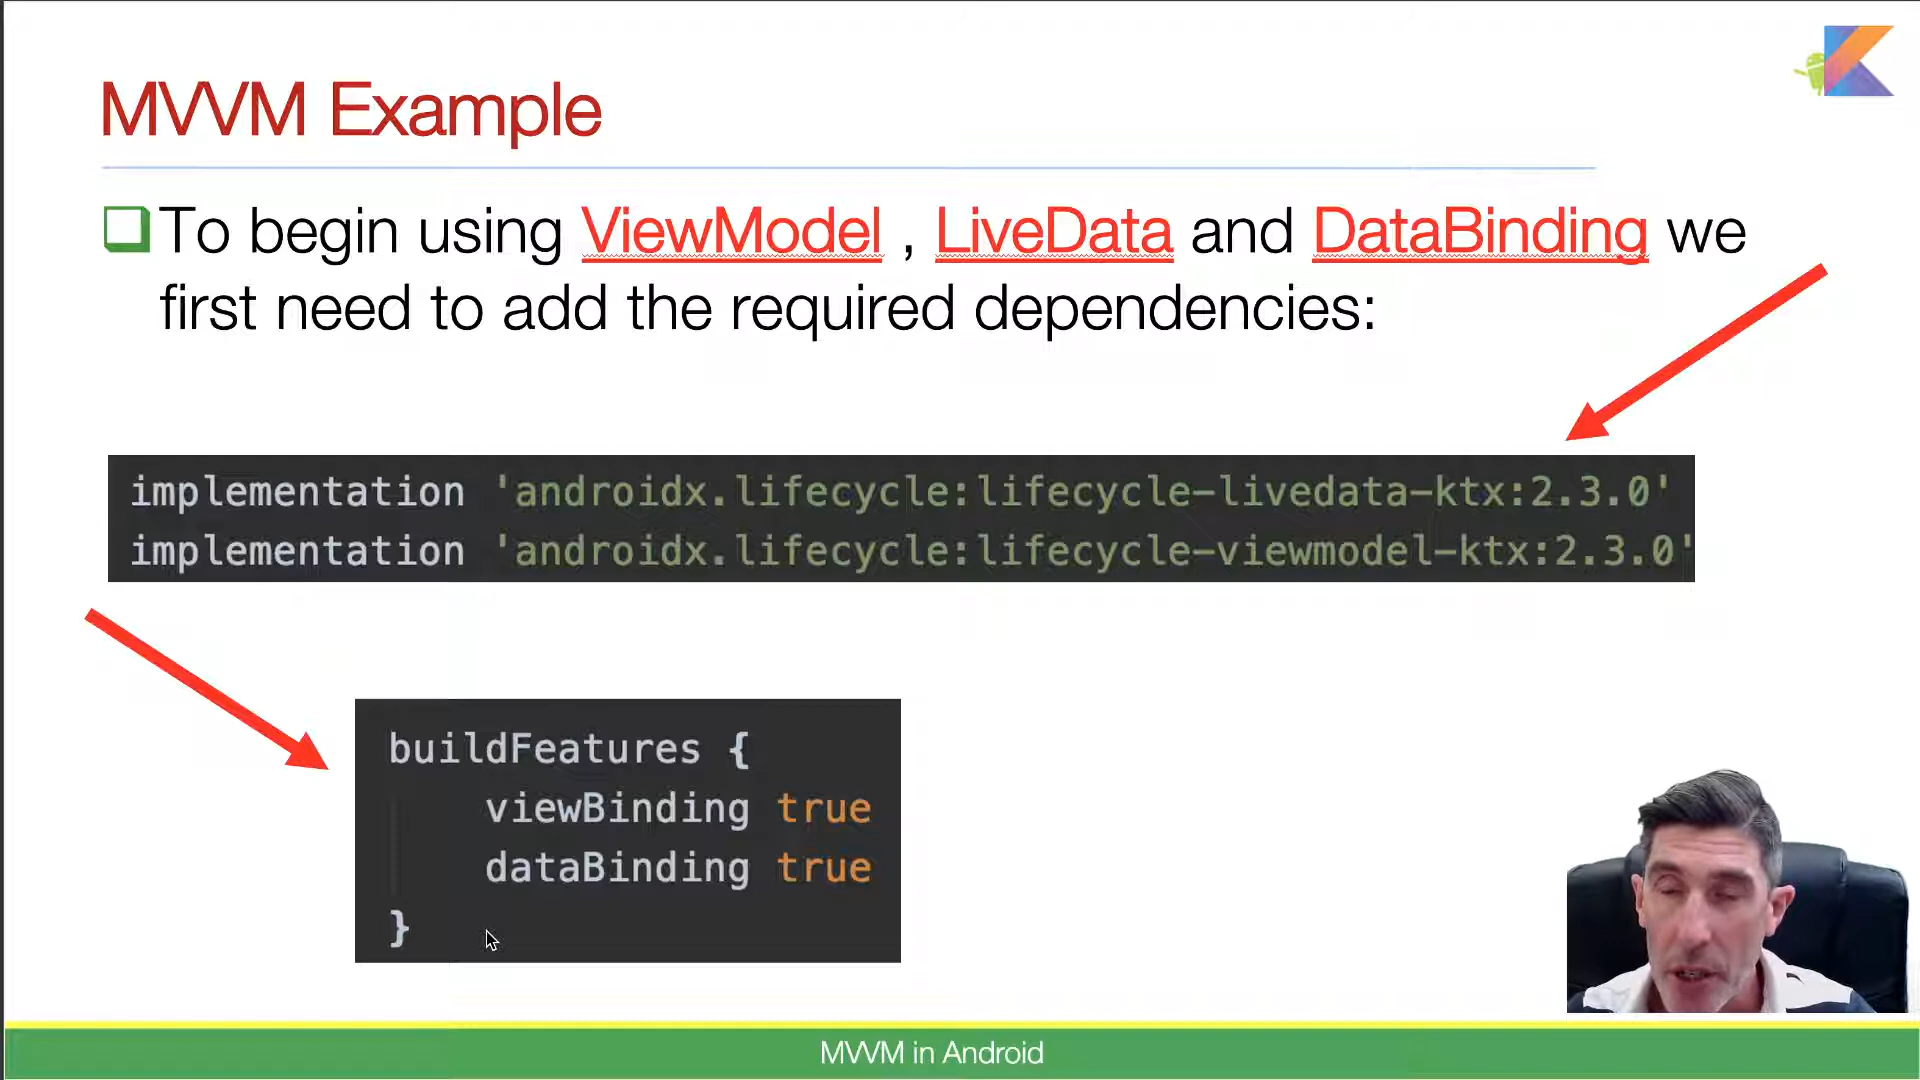 MVVM Example
To begin using ViewModel , LiveData and DataBinding we
first need to add the required dependencies:
implementation 'androidx.lifecycle:lifecycle-livedata-ktx:2.3.0'
implementation 'androidx.lifecycle:lifecycle-viewmodel-ktx:2.3.0'
buildFeatures {
viewBinding true
dataBinding true
}
MVVM in Android